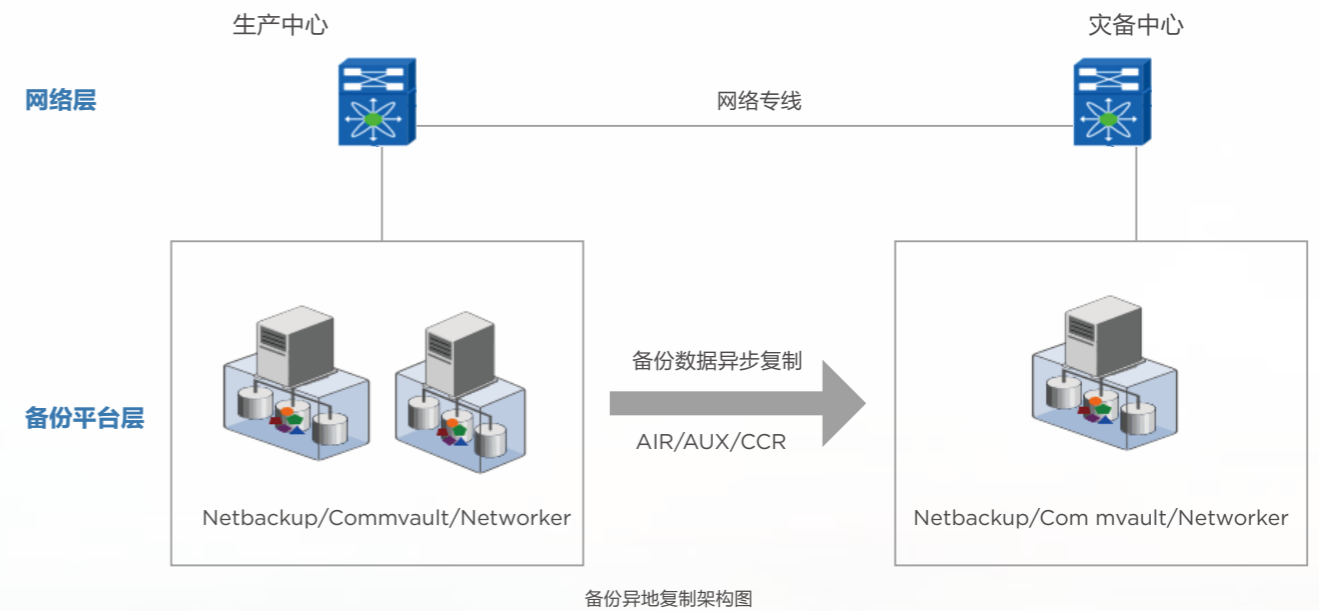 生产中心
灾备中心
网络层
网络专线
备份数据异步复制
备份平台层
AIR/AUX/CCR
Netbackup/Commvault/Networker
Netbackup/Com mvault/Networker
备份异地复制架构图